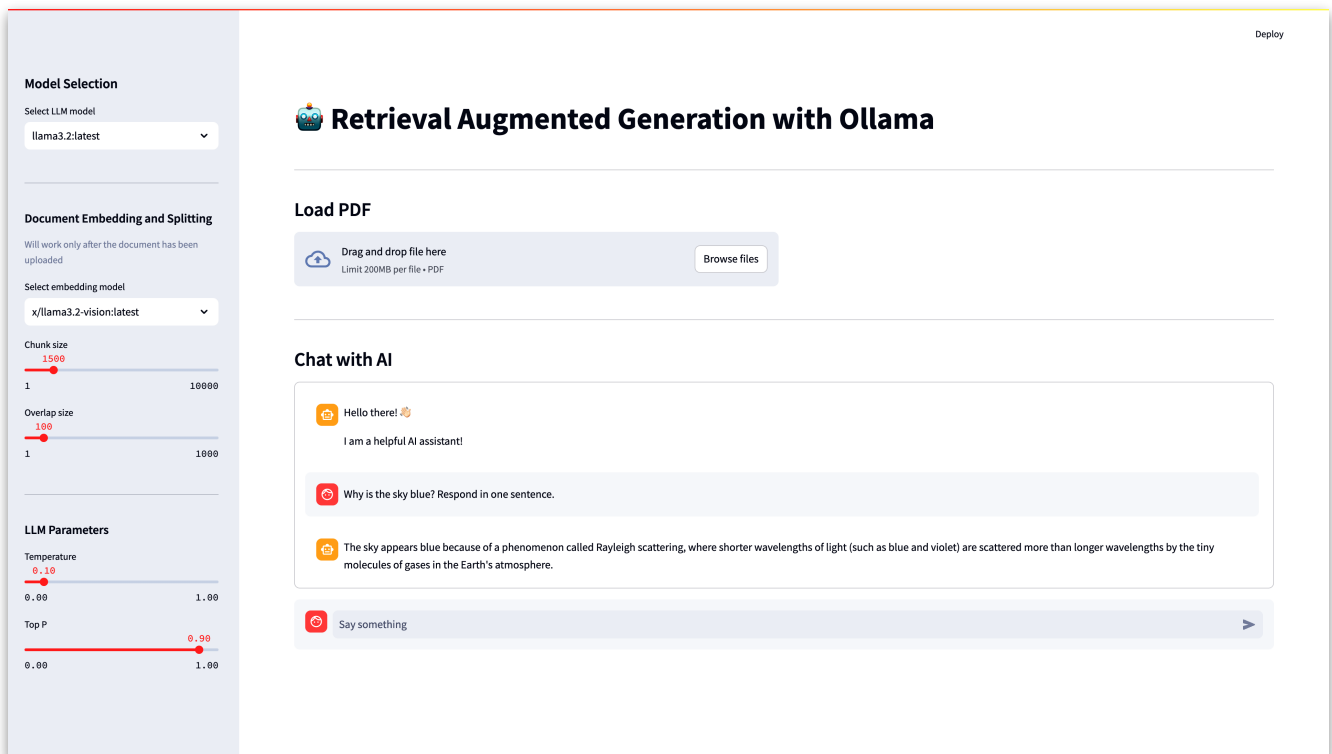 Deploy
Model Selection
Select LLM model
llama3.2:latest
Document Embedding and Splitting
Will work only after the document has been
uploaded
Select embedding model
x/llama3.2-vision:latest
Chunk size
1500
1 10000
Overlap size
100
1 1000
LLM Parameters
Temperature
0.10
0.00 1.00
Top P
0.90
0.00 1.00
🤖 Retrieval Augmented Generation with Ollama
Load PDF
Drag and drop file here
Limit 200MB per file • PDF
Browse files
Chat with AI
Hello there! 👋🏻
I am a helpful AI assistant!
Why is the sky blue? Respond in one sentence.
The sky appears blue because of a phenomenon called Rayleigh scattering, where shorter wavelengths of light (such as blue and violet) are scattered more than longer wavelengths by the tiny
molecules of gases in the Earth's atmosphere.
Say something